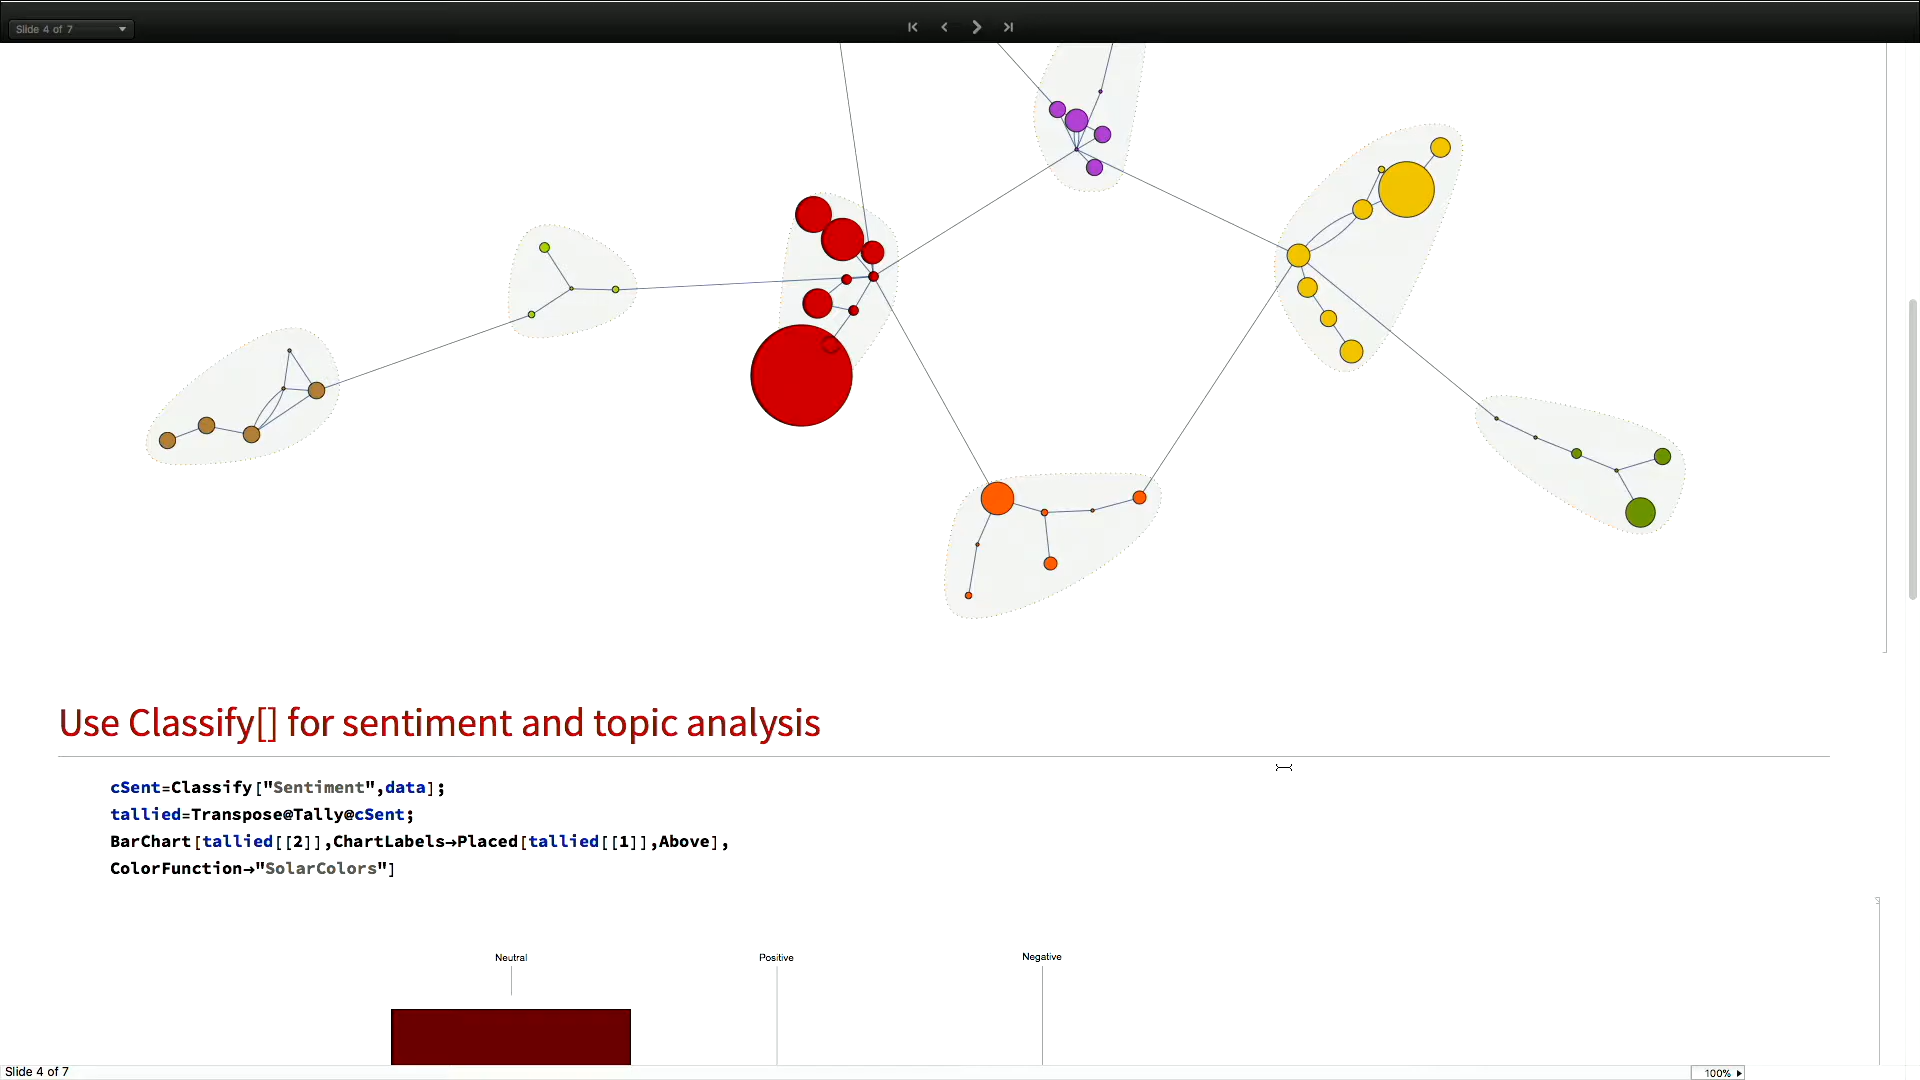 Slide 4 of 7
Use Classify[] for sentiment and topic analysis
cSent=Classify["Sentiment",data];
tallied=Transpose@Tally@cSent;
BarChart[tallied[[2]],ChartLabels→Placed[tallied[[1]],Above],
ColorFunction→"SolarColors"]
Neutral
Positive
Negative
Slide 4 of 7
100%